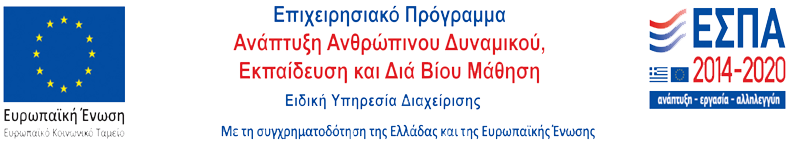 Ευρωπαϊκή Ένωση
Ευρωπαϊκό Κοινωνικό Ταμείο
Επιχειρησιακό Πρόγραμμα
Ανάπτυξη Ανθρώπινου Δυναμικού,
Εκπαίδευση και Διά Βίου Μάθηση
Ειδική Υπηρεσία Διαχείρισης
Με τη συγχρηματοδότηση της Ελλάδας και της Ευρωπαϊκής Ένωσης
ΕΣΠΑ
2014-2020
ανάπτυξη - εργασία - αλληλεγγύη